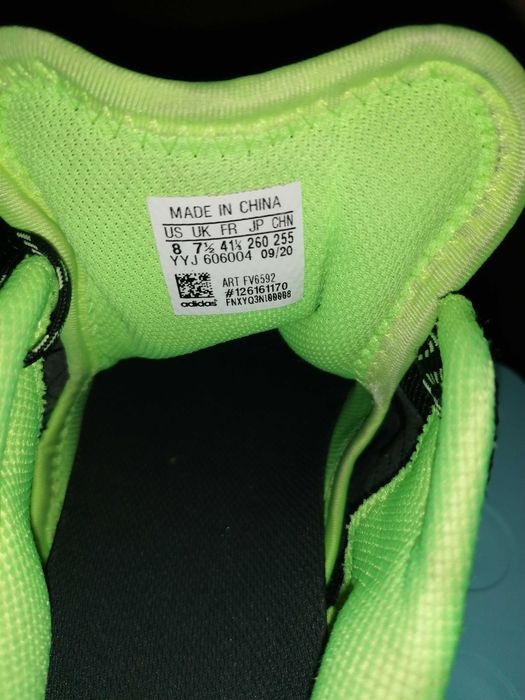 MADE IN CHINA
US UK FR JP CHN
8 7½ 41⅓ 260 255
YYJ 606004 09/20
ART FV6592
#126161170
adidas